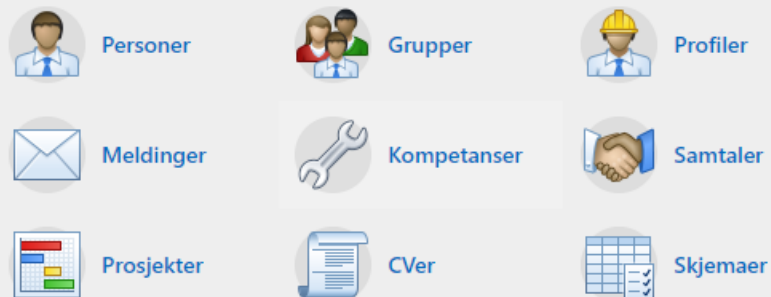 Personer
Grupper
Profiler
Meldinger
Kompetanser
Samtaler
Prosjekter
CVer
Skjemaer